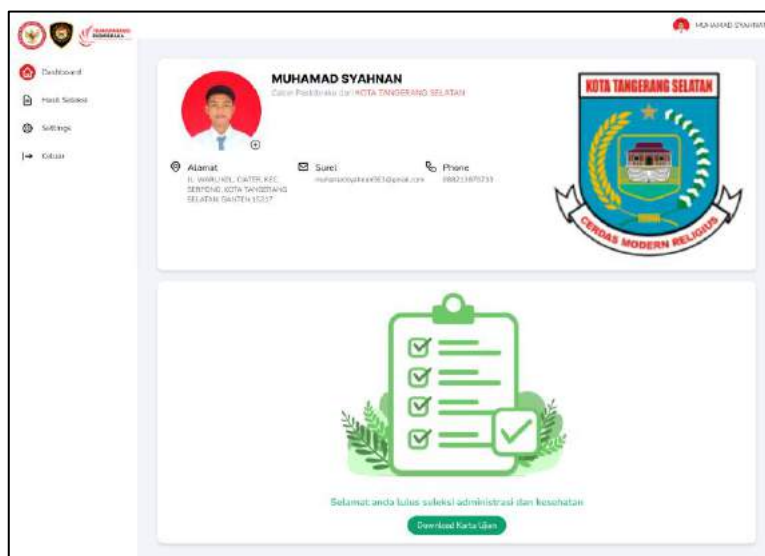 MUHAMAD SYAHNAN
Dashboard
Hasil Seleksi
Settings
Keluar
MUHAMAD SYAHNAN
Calon Paskibraka dari KOTA TANGERANG SELATAN
Alamat
CIATER, KEC.
SERPONG, KOTA TANGERANG
SELATAN, BANTEN
Surel
Phone
KOTA TANGERANG SELATAN
CERDAS MODERN RELIGIUS
Selamat anda lulus seleksi administrasi dan kesehatan
Download Kartu Ujian